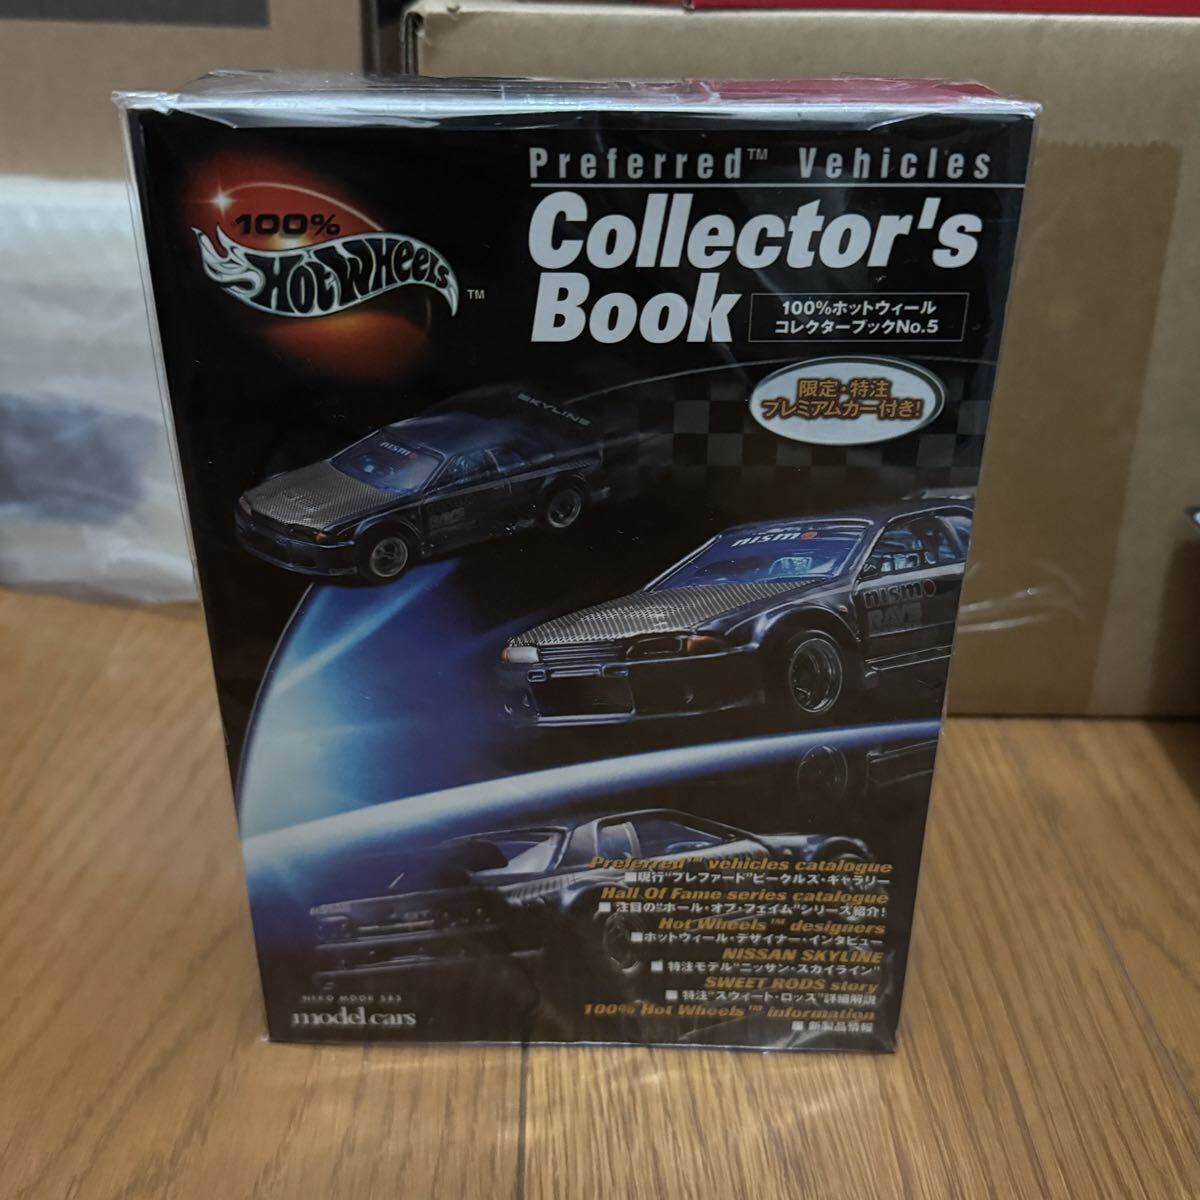 Preferred™ Vehicles
Collector's
Book
100%ホットウィール
コレクターブックNo.5
100%
Hot Wheels
™
限定・特注
プレミアムカー付き!
SKYLINE
nismo
nismo
nismo
RAYS
Preferred™ vehicles catalogue
■現行“プレファード”ビークルズ・ギャラリー
Hall Of Fame series catalogue
■注目の“ホール・オブ・フェイム”シリーズ紹介!
Hot Wheels™ designers
■ホットウィール・デザイナー・インタビュー
NISSAN SKYLINE
■特注モデル“ニッサン・スカイライン”
SWEET RODS story
■特注“スウィート・ロッズ”詳細解説
100% Hot Wheels™ information
■新製品情報
NEKO MOOK
model cars